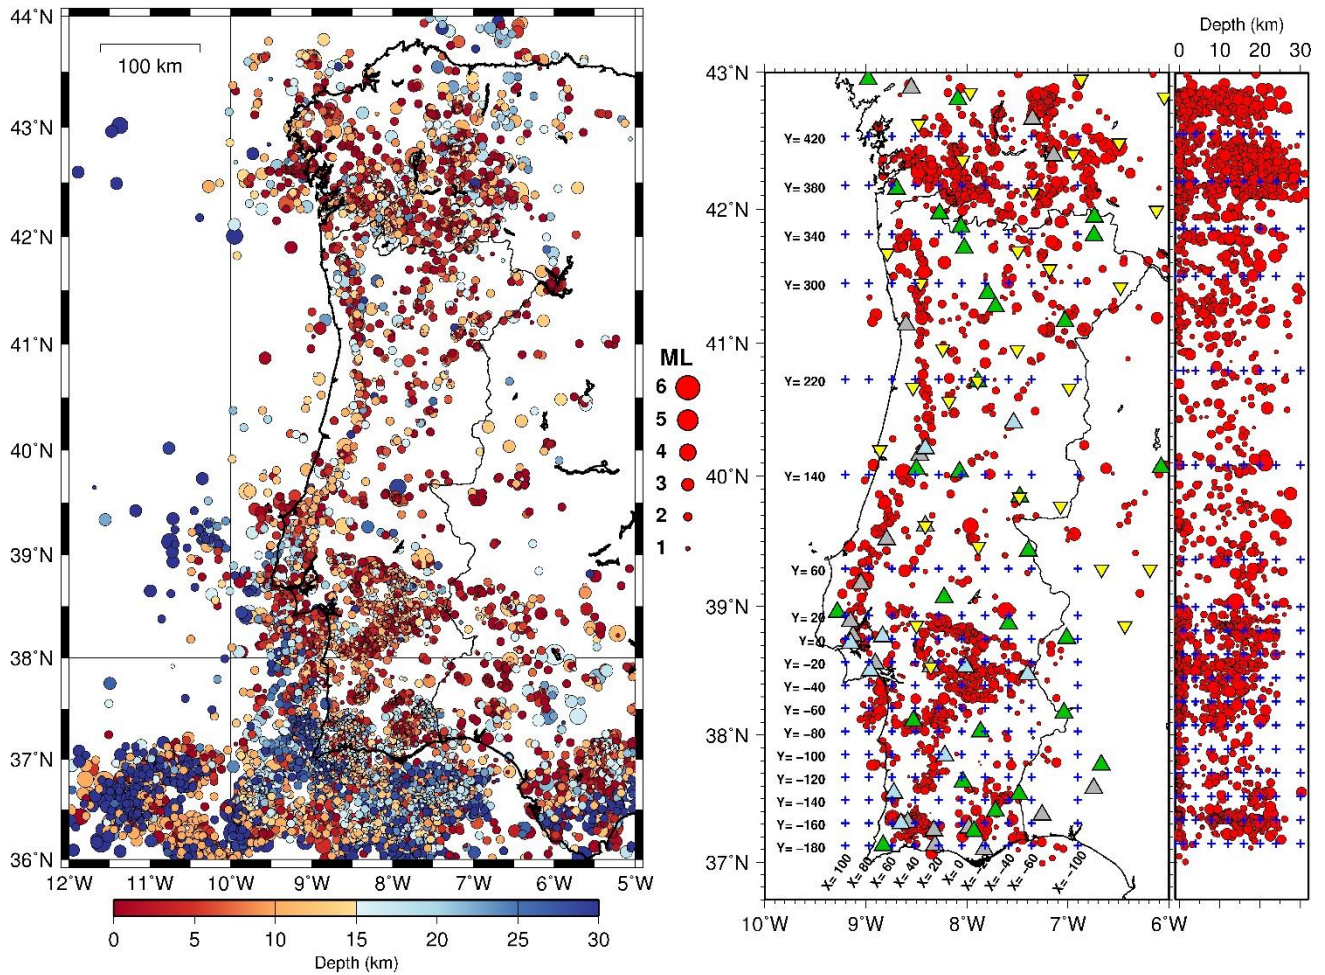 44°N
43°N
42°N
41°N
40°N
39°N
38°N
37°N
36°N
100 km
12°W 11°W 10°W 9°W 8°W 7°W 6°W 5°W
0 5 10 15 20 25 30
Depth (km)
ML
6
5
4
3
2
1
Depth (km)
0 10 20 30
43°N
42°N
41°N
40°N
39°N
38°N
37°N
Y= 420
Y= 380
Y= 340
Y= 300
Y= 220
Y= 140
Y= 60
Y= 20
Y= −20
Y= −40
Y= −60
Y= −80
Y= −100
Y= −120
Y= −140
Y= −160
Y= −180
X= 100 X= 80 X= 60 X= 40 X= 20 X= 0 X= −20 X= −40 X= −60 X= −100
10°W 9°W 8°W 7°W 6°W